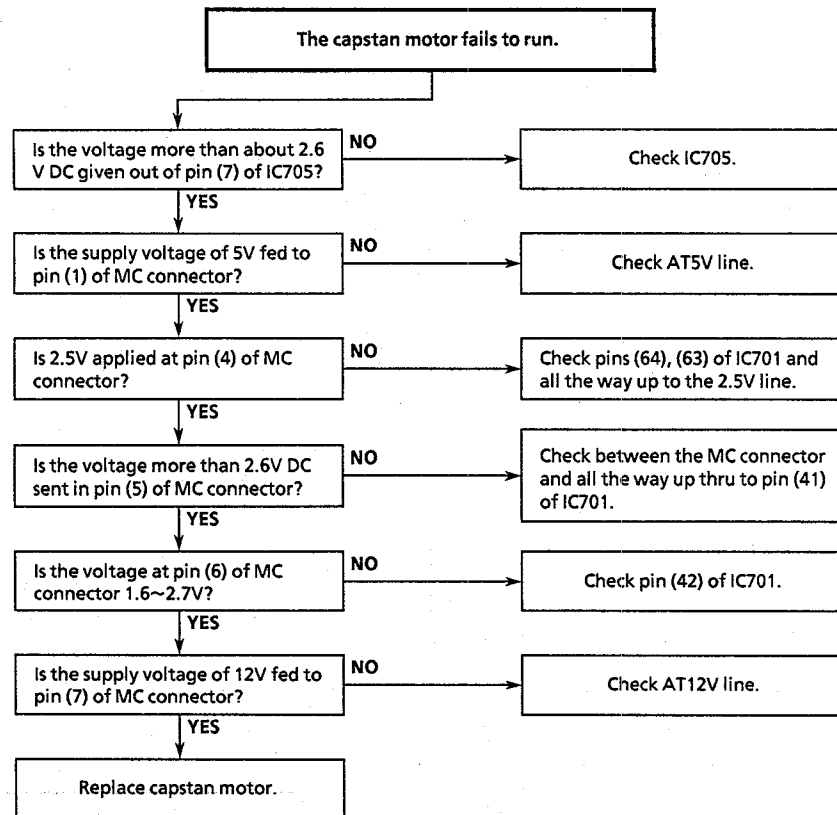 The capstan motor fails to run.
Is the voltage more than about 2.6
V DC given out of pin (7) of IC705?
NO
Check IC705.
YES
Is the supply voltage of 5V fed to
pin (1) of MC connector?
NO
Check AT5V line.
YES
Is 2.5V applied at pin (4) of MC
connector?
NO
Check pins (64), (63) of IC701 and
all the way up to the 2.5V line.
YES
Is the voltage more than 2.6V DC
sent in pin (5) of MC connector?
NO
Check between the MC connector
and all the way up thru to pin (41)
of IC701.
YES
Is the voltage at pin (6) of MC
connector 1.6~2.7V?
NO
Check pin (42) of IC701.
YES
Is the supply voltage of 12V fed to
pin (7) of MC connector?
NO
Check AT12V line.
YES
Replace capstan motor.